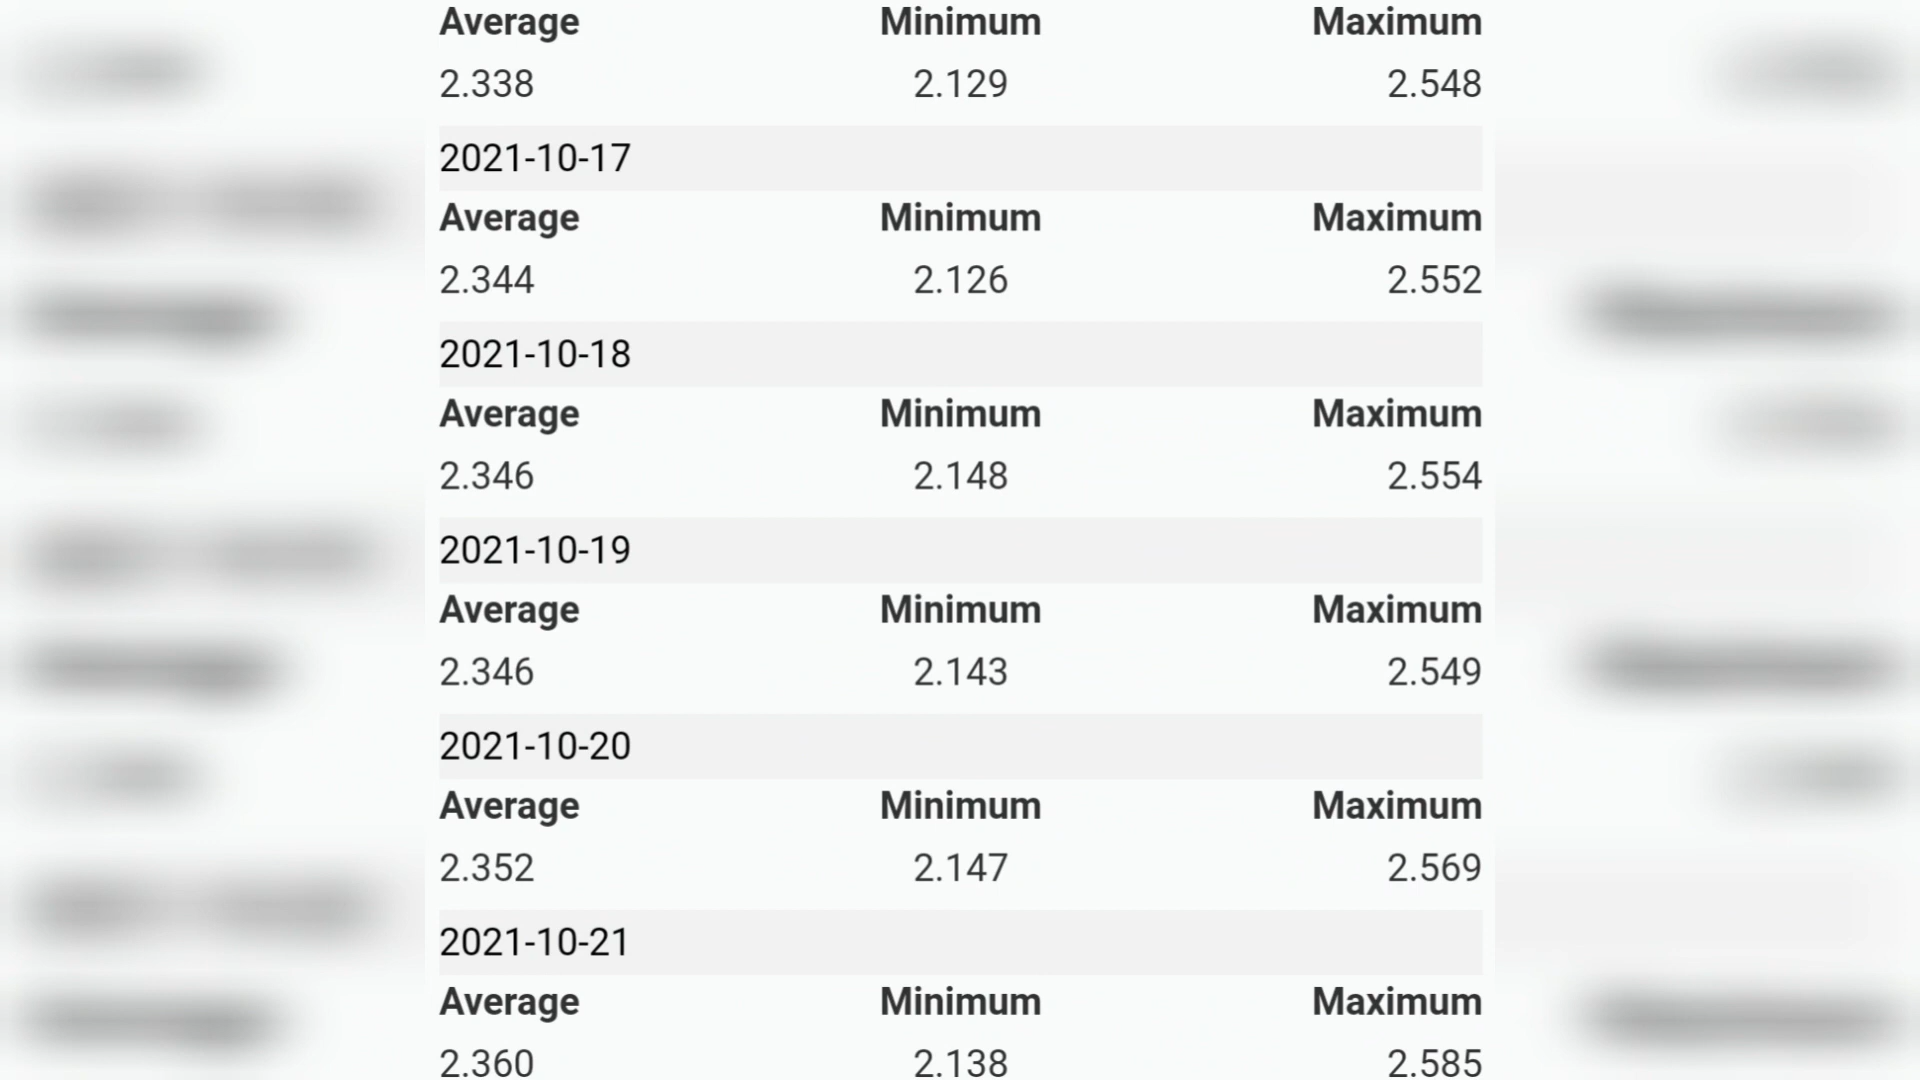 Average Minimum Maximum
2.338 2.129 2.548
2021-10-17
Average Minimum Maximum
2.344 2.126 2.552
2021-10-18
Average Minimum Maximum
2.346 2.148 2.554
2021-10-19
Average Minimum Maximum
2.346 2.143 2.549
2021-10-20
Average Minimum Maximum
2.352 2.147 2.569
2021-10-21
Average Minimum Maximum
2.360 2.138 2.585